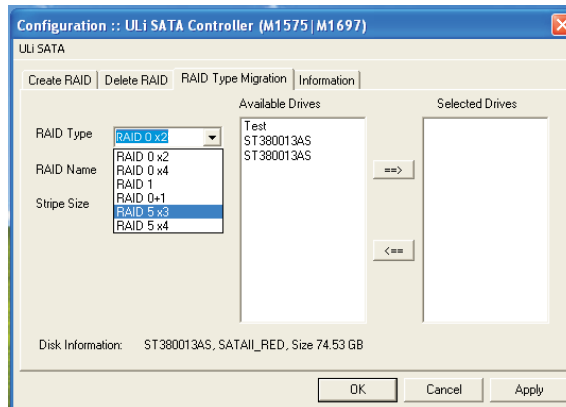 Configuration :: ULi SATA Controller (M1575|M1697)
ULi SATA
Create RAID Delete RAID RAID Type Migration Information
Available Drives Selected Drives
RAID Type RAID 0 x2
RAID 0 x2
RAID 0 x4
RAID 1
RAID 0+1
RAID 5 x3
RAID 5 x4
RAID Name
Stripe Size
Test
ST380013AS
ST380013AS
==>
<==
Disk Information: ST380013AS, SATAII_RED, Size 74.53 GB
OK Cancel Apply